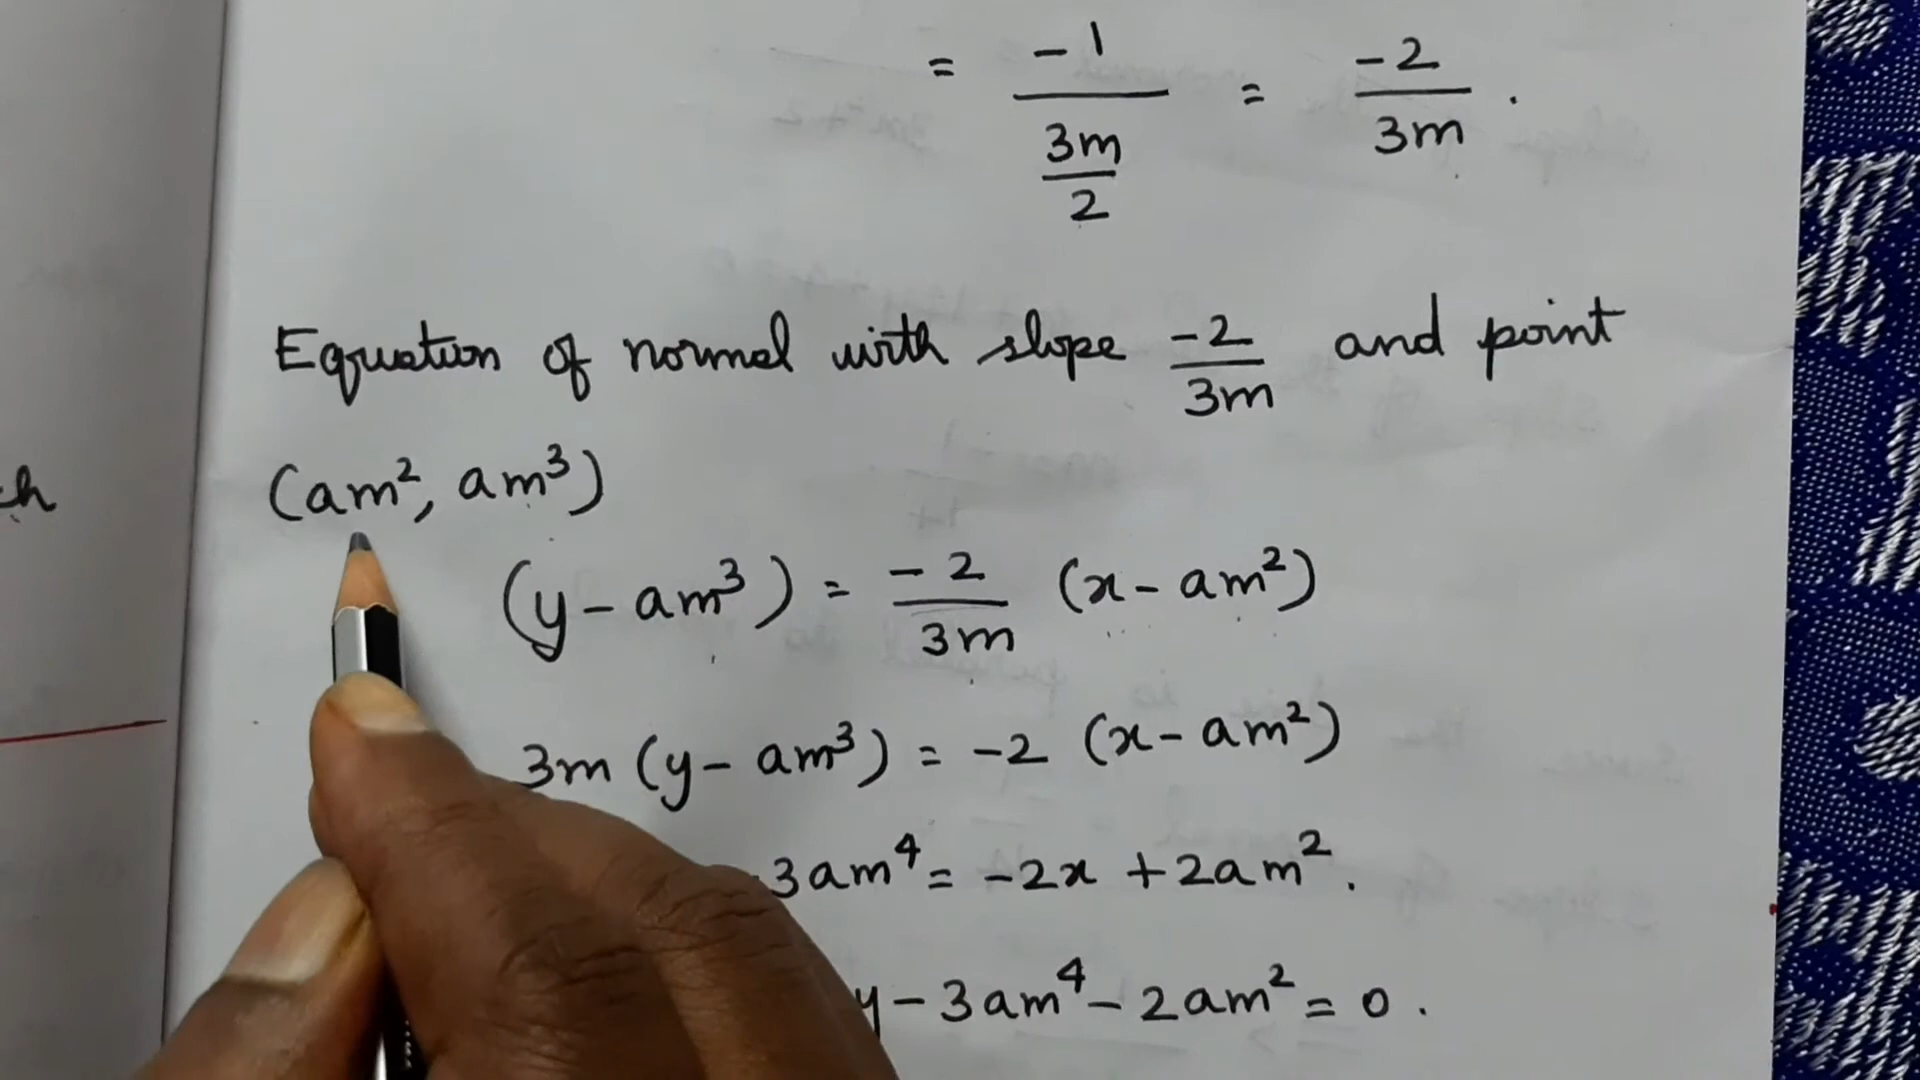 = -1 / (3m/2) = -2/3m .
Equation of normal with slope -2/3m and point
(am², am³)
(y - am³) = -2/3m (x - am²)
3m (y - am³) = -2 (x - am²)
3am⁴ = -2x + 2am².
y - 3am⁴ - 2am² = 0 .